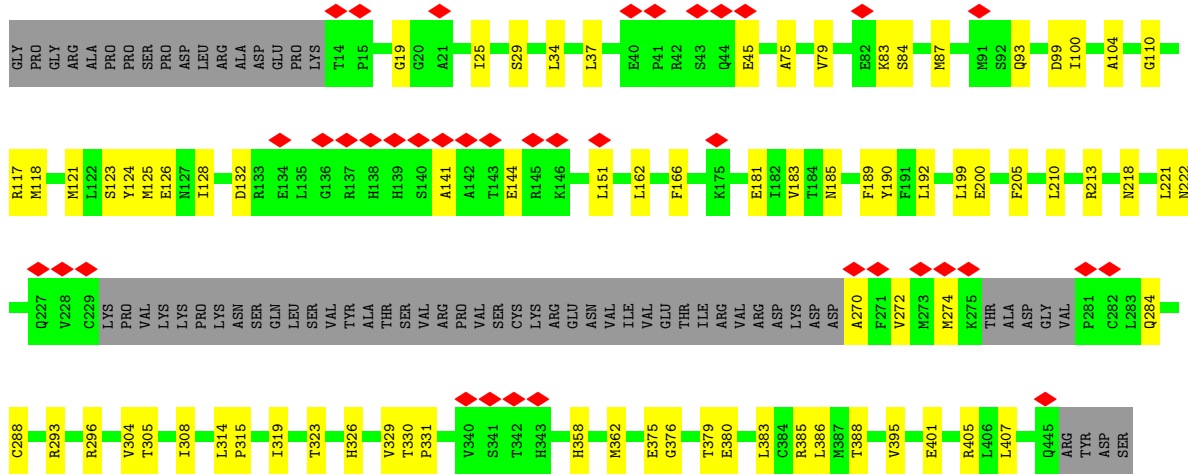 GLY PRO GLY ARG ALA PRO PRO SER PRO ASP LEU ARG ALA ASP GLU PRO LYS T14 P15 G19 G20 A21 I25 S29 L34 L37 E40 P41 R42 S43 Q44 E45 A75 V79 E82 K83 S84 M87 M91 S92 Q93 D99 I100 A104 G110
R117 M118 M121 L122 S123 Y124 M125 E126 N127 I128 D132 R133 E134 L135 G136 R137 H138 H139 S140 A141 A142 T143 E144 R145 K146 L151 L162 F166 K175 E181 I182 V183 T184 N185 F189 Y190 F191 L192 L199 E200 F205 L210 R213 N218 L221 N222
Q227 V228 C229 LYS PRO VAL LYS LYS PRO LYS ASN SER GLN LEU SER VAL TYR ALA THR SER VAL ARG PRO VAL SER CYS LYS ARG GLU ASN VAL ILE VAL GLU THR ILE ARG VAL ARG ASP LYS ASP ASP A270 F271 V272 M273 M274 K275 THR ALA ASP GLY VAL P281 C282 L283 Q284
C288 R293 R296 V304 T305 I308 L314 P315 I319 T323 H326 V329 T330 P331 V340 S341 T342 H343 H358 M362 E375 G376 T379 E380 L383 C384 R385 L386 M387 T388 V395 E401 R405 L406 L407 Q445 ARG TYR ASP SER